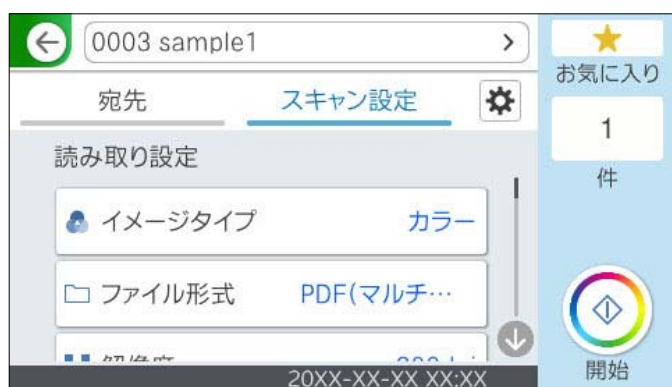 0003 sample1
お気に入り
宛先
スキャン設定
1
件
読み取り設定
イメージタイプ
カラー
ファイル形式
PDF(マルチ…
開始
20XX-XX-XX XX:XX